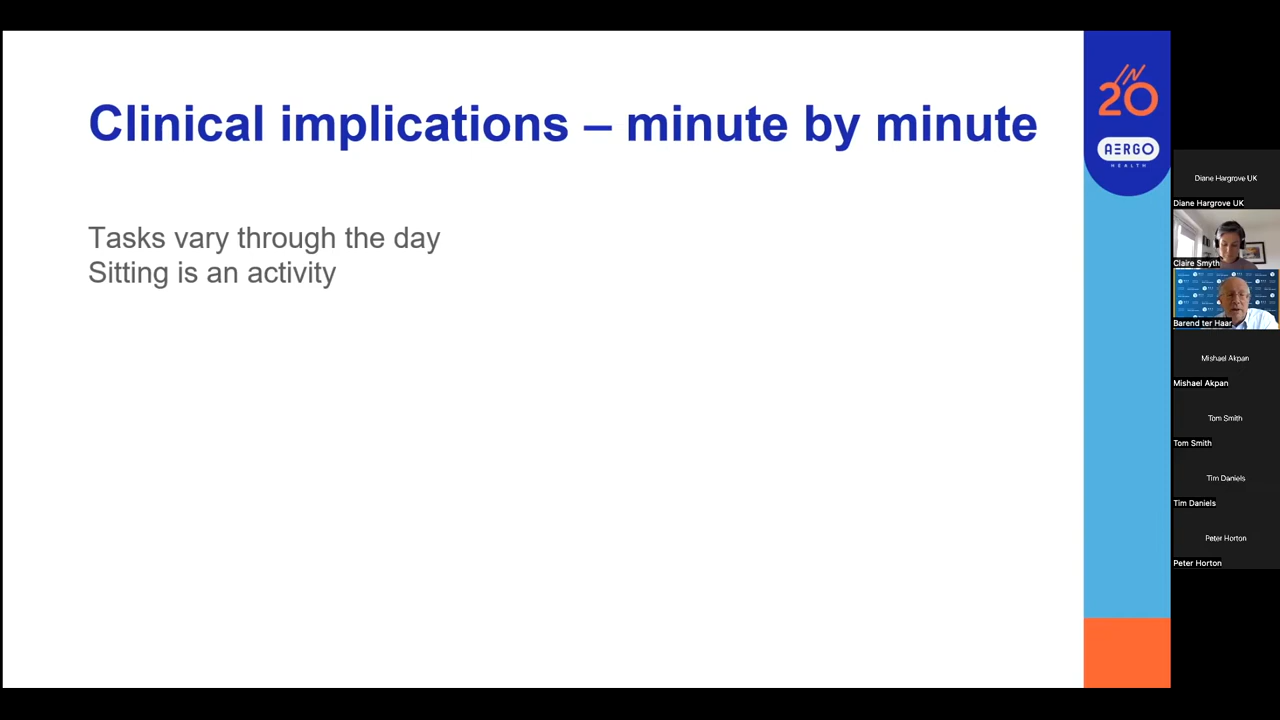 Clinical implications – minute by minute
Tasks vary through the day
Sitting is an activity
IN
20
AERGO
HEALTH
Diane Hargrove UK
Diane Hargrove UK
Claire Smyth
Barend ter Haar
Mishael Akpan
Mishael Akpan
Tom Smith
Tom Smith
Tim Daniels
Tim Daniels
Peter Horton
Peter Horton